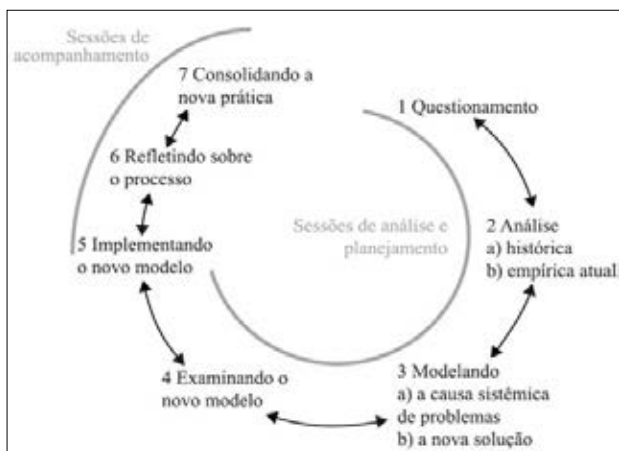 Sessões de
acompanhamento
7 Consolidando a
nova prática
1 Questionamento
6 Refletindo sobre
o processo
Sessões de análise e
planejamento
2 Análise
a) histórica
b) empírica atual
5 Implementando
o novo modelo
4 Examinando o
novo modelo
3 Modelando
a) a causa sistêmica
de problemas
b) a nova solução